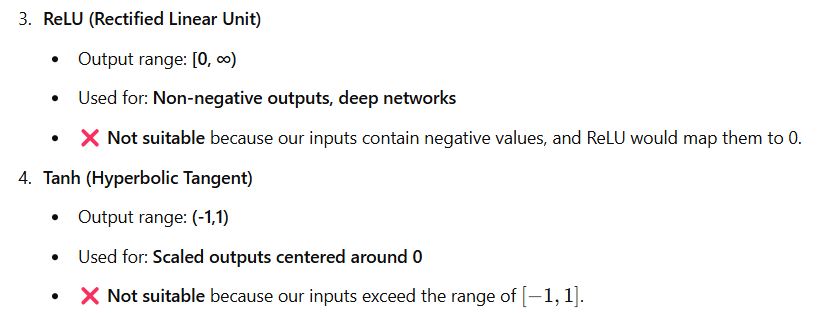 3. ReLU (Rectified Linear Unit)
• Output range: [0, ∞)
• Used for: Non-negative outputs, deep networks
• ❌ Not suitable because our inputs contain negative values, and ReLU would map them to 0.
4. Tanh (Hyperbolic Tangent)
• Output range: (-1,1)
• Used for: Scaled outputs centered around 0
• ❌ Not suitable because our inputs exceed the range of [−1, 1].